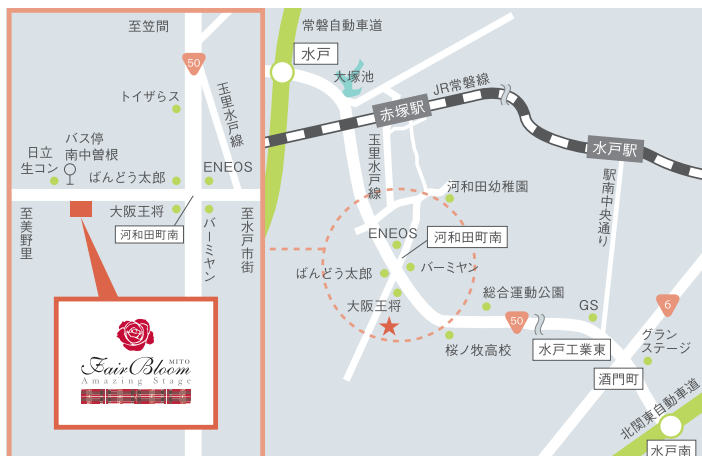 至笠間
50
玉里水戸線
トイザらス
バス停
南中曽根
日立
生コン
ばんどう太郎
ENEOS
至美野里
大阪王将
河和田町南
バーミヤン
至水戸市街
Fair Bloom
MITO
Amazing Stage
常磐自動車道
水戸
大塚池
赤塚駅
JR常磐線
水戸駅
玉里水戸線
駅南中央通り
河和田幼稚園
ENEOS
河和田町南
ばんどう太郎
バーミヤン
大阪王将
総合運動公園
50
GS
6
グラン
ステージ
桜ノ牧高校
水戸工業東
酒門町
北関東自動車道
水戸南